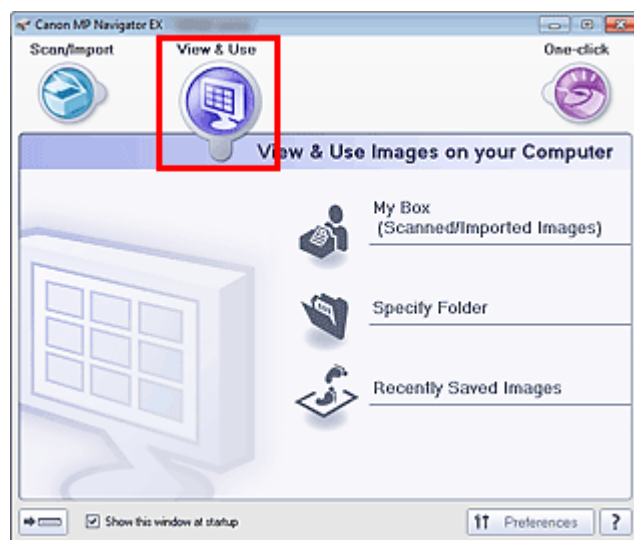 Canon MP Navigator EX
Scan/Import
View & Use
One-click
View & Use Images on your Computer
My Box
(Scanned/Imported Images)
Specify Folder
Recently Saved Images
Show this window at startup
Preferences
?